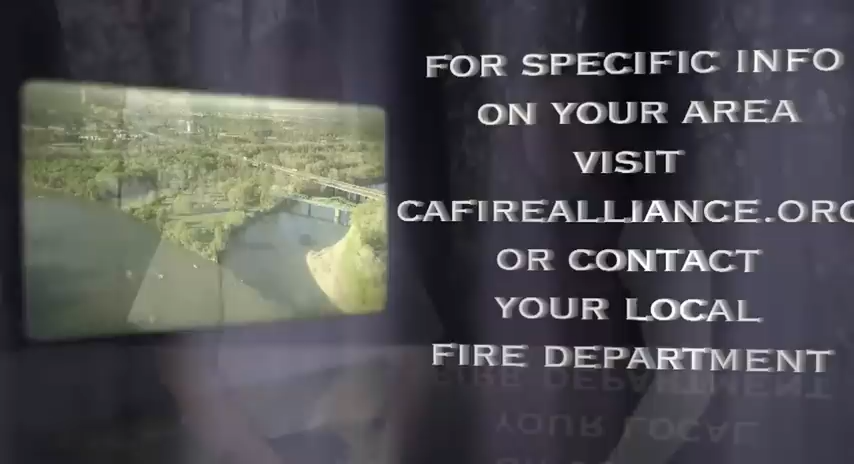 FOR SPECIFIC INFO
ON YOUR AREA
VISIT
CAFIREALLIANCE.ORG
OR CONTACT
YOUR LOCAL
FIRE DEPARTMENT